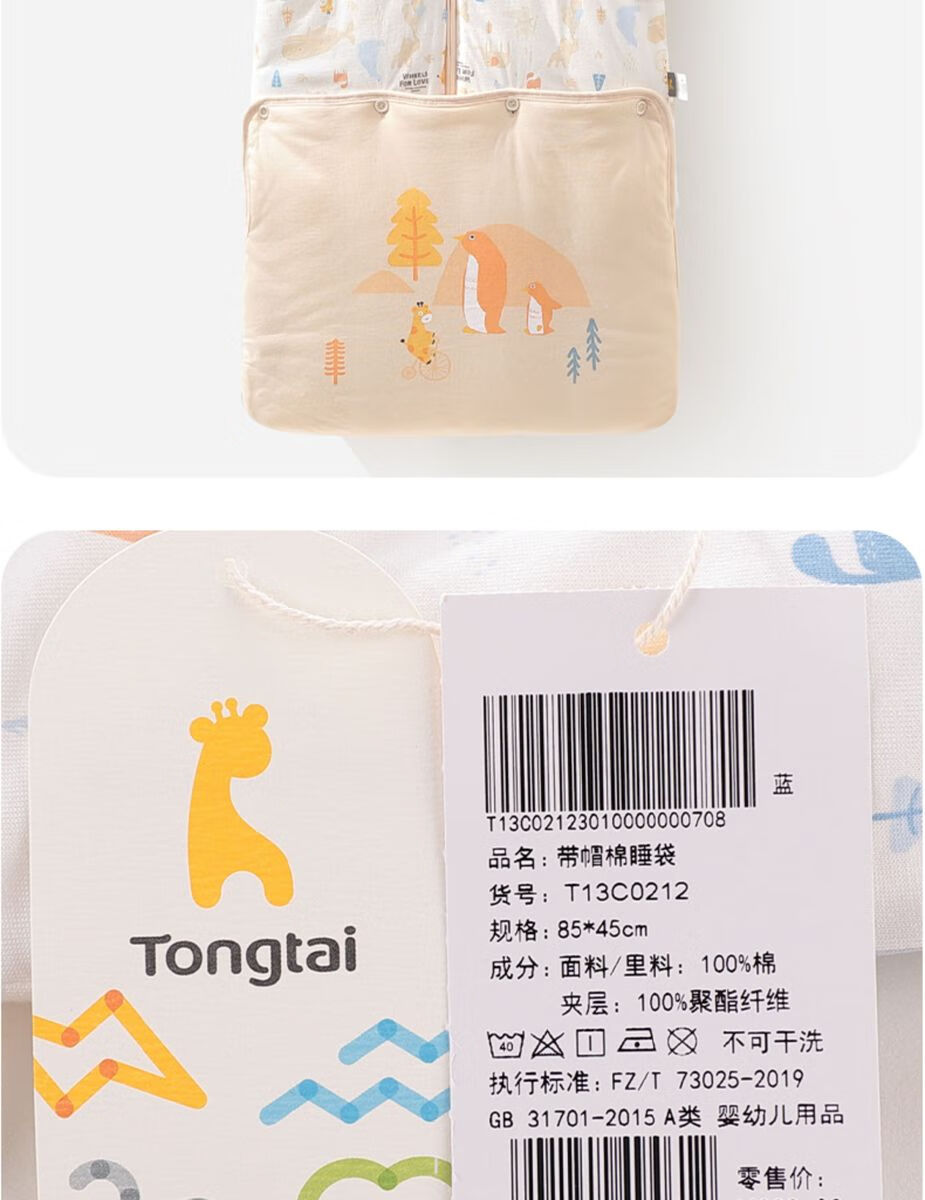 WHEELS
FOR LOVE
Tongtai
蓝
T13C02123010000000708
品名：带帽棉睡袋
货号：T13C0212
规格：85*45cm
成分：面料/里料：100%棉
夹层：100%聚酯纤维
40 不可干洗
执行标准：FZ/T 73025-2019
GB 31701-2015 A类 婴幼儿用品
零售价：